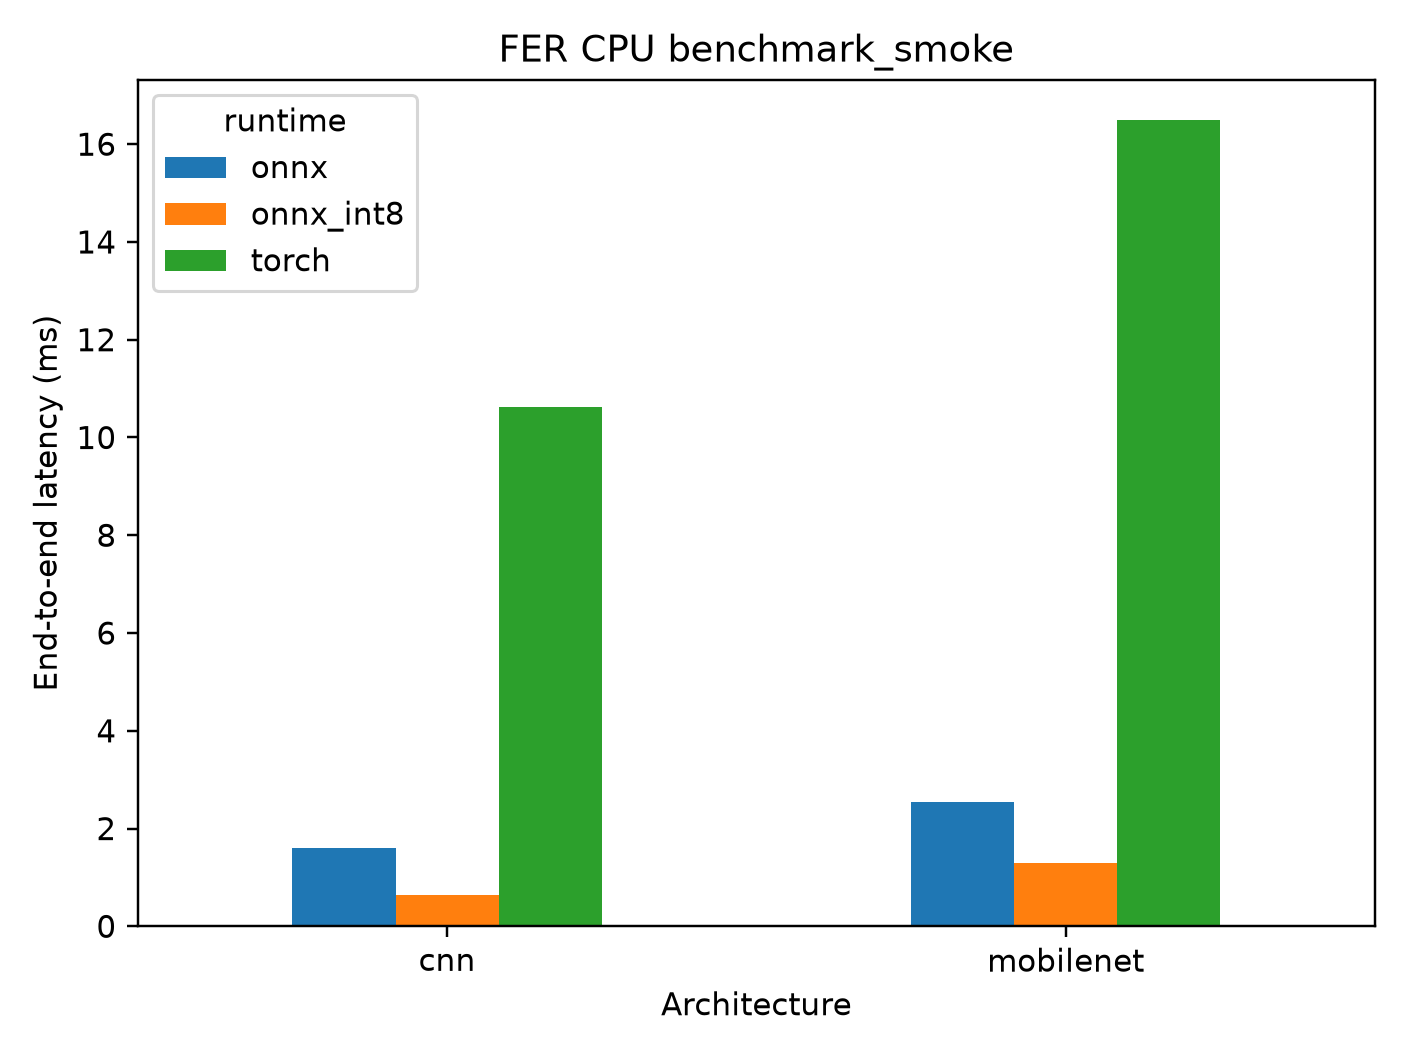 FER CPU benchmark_smoke
runtime
onnx
onnx_int8
torch
16
14
12
10
8
6
4
2
0
End-to-end latency (ms)
cnn
mobilenet
Architecture